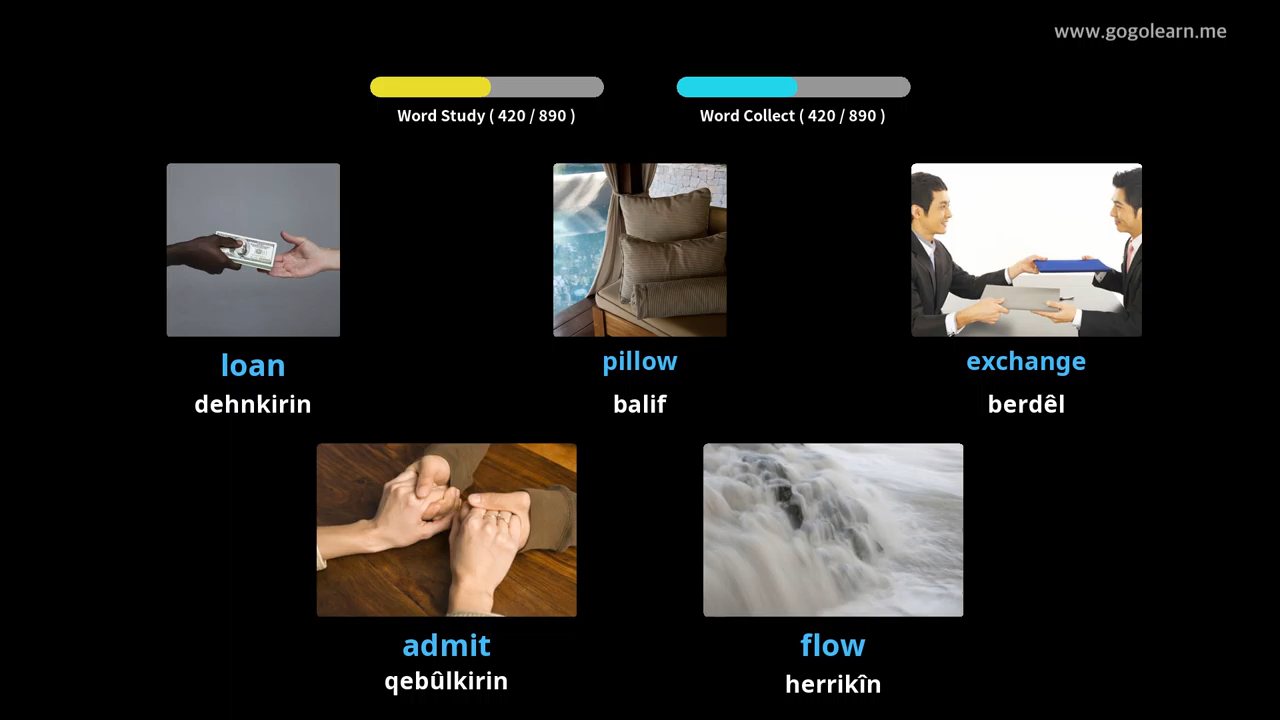 www.gogolearn.me
Word Study ( 420 / 890 )
Word Collect ( 420 / 890 )
loan
dehnkirin
pillow
balif
exchange
berdêl
admit
qebûlkirin
flow
herrikîn